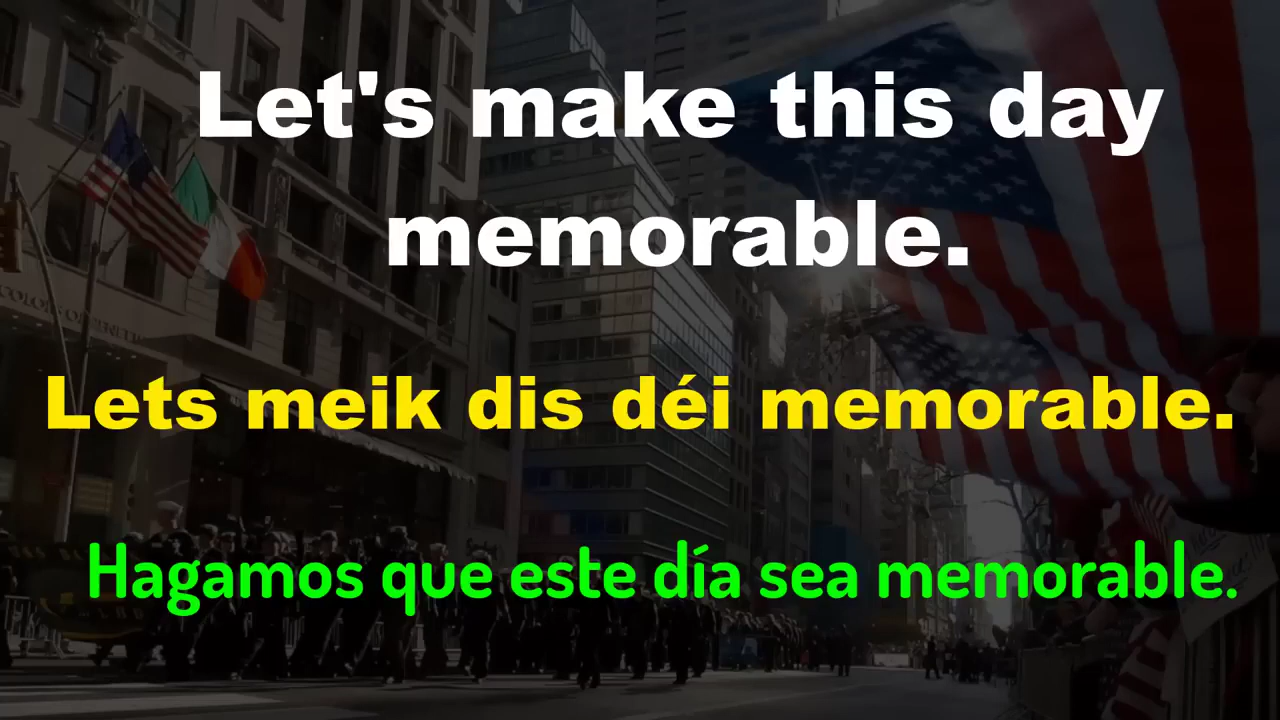 Let's make this day
memorable.
Lets meik dis déi memorable.
Hagamos que este día sea memorable.